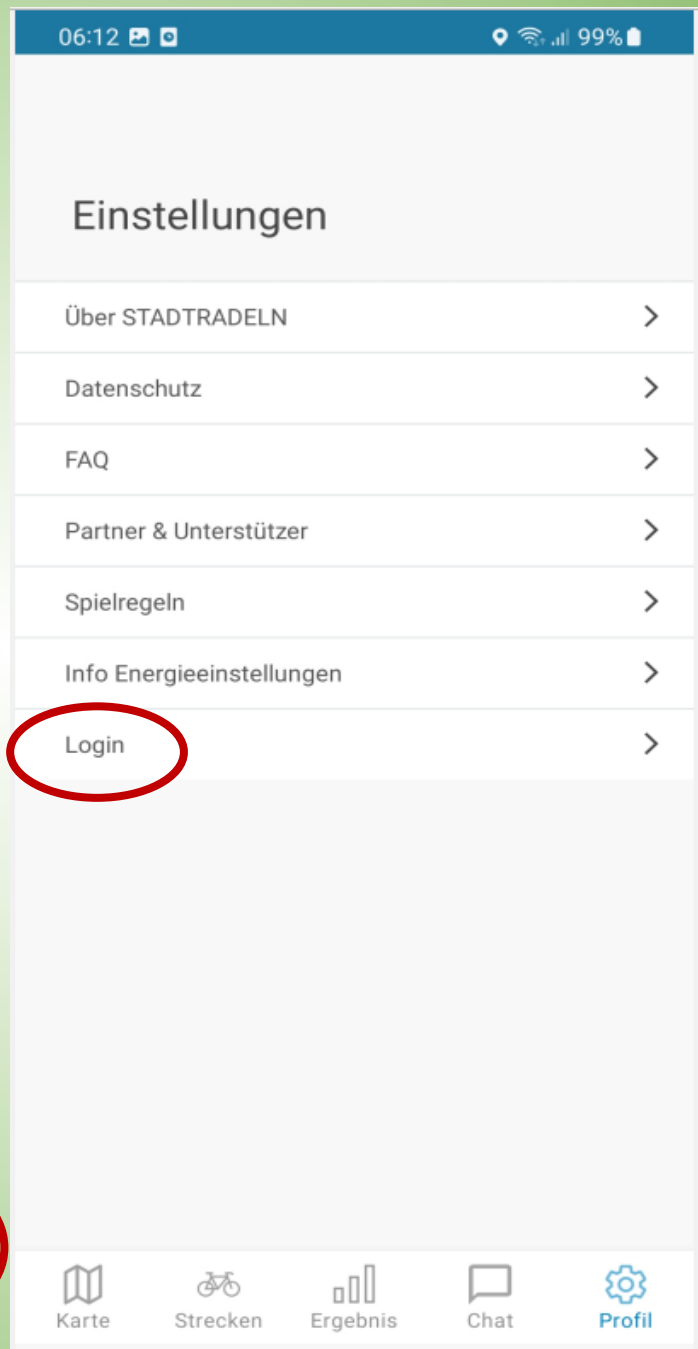 06:12 99%
Einstellungen
Über STADTRADELN
Datenschutz
FAQ
Partner & Unterstützer
Spielregeln
Info Energieeinstellungen
Login
Karte Strecken Ergebnis Chat Profil